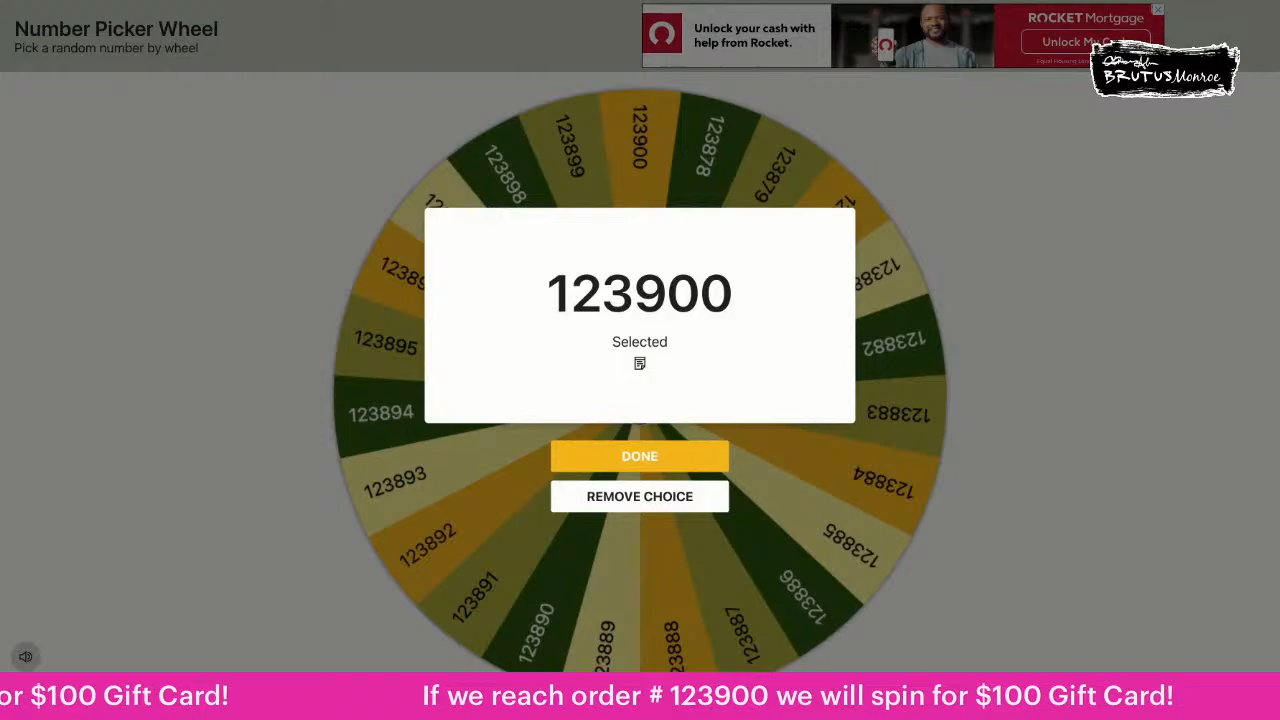 Number Picker Wheel
Pick a random number by wheel
Unlock your cash with
help from Rocket.
ROCKET Mortgage
BRUTUS Monroe
123900
123899
123878
123898
123879
123895
123882
123894
123883
123893
123884
123892
123885
123891
123886
123890
123887
123889
123888
123900
Selected
DONE
REMOVE CHOICE
or $100 Gift Card!
If we reach order # 123900 we will spin for $100 Gift Card!